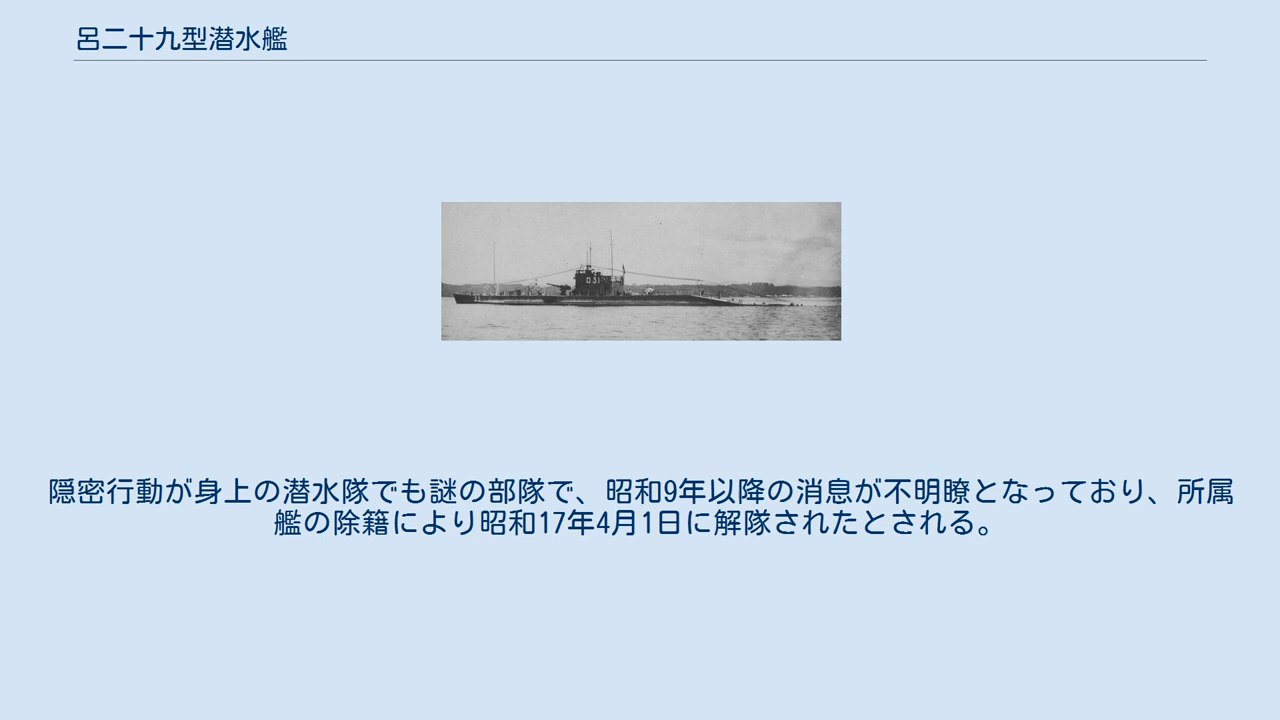 呂二十九型潜水艦
D31
隠密行動が身上の潜水隊でも謎の部隊で、昭和9年以降の消息が不明瞭となっており、所属
艦の除籍により昭和17年4月1日に解隊されたとされる。